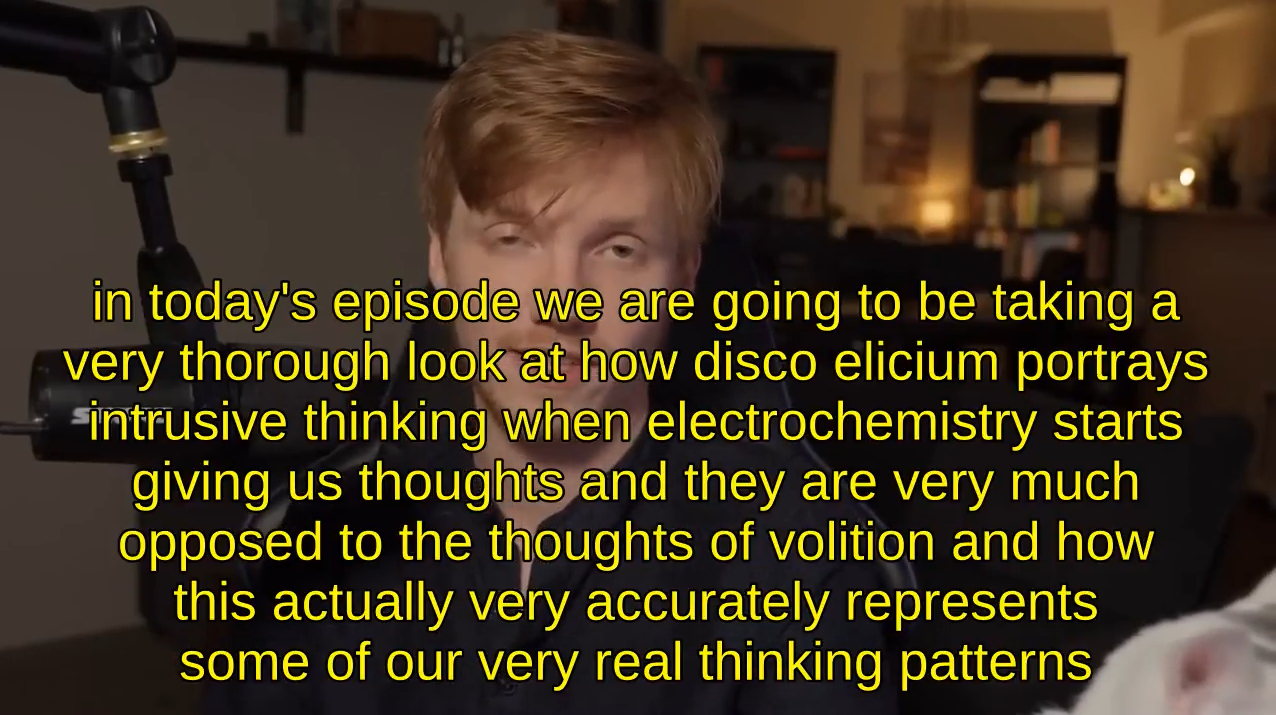 in today's episode we are going to be taking a
very thorough look at how disco elicium portrays
intrusive thinking when electrochemistry starts
giving us thoughts and they are very much
opposed to the thoughts of volition and how
this actually very accurately represents
some of our very real thinking patterns